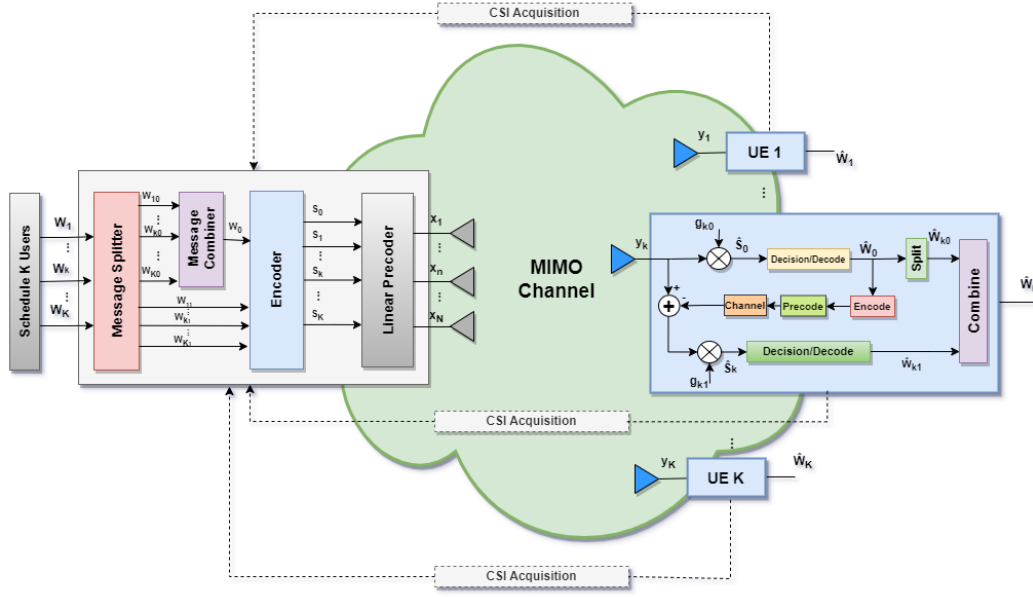 CSI Acquisition
Schedule K Users
W1
Wk
WK
Message Splitter
w10
wk0
wK0
w11
wk1
wK1
Message Combiner
w0
Encoder
s0
s1
sk
sK
Linear Precoder
x1
xn
xN
MIMO
Channel
y1
UE 1
Ŵ1
yk
gk0
ŝ0
Decision/Decode
Ŵ0
Split
Ŵk0
+
-
+
Channel
Precode
Encode
Combine
gk1
ŝk
Decision/Decode
ŵk1
CSI Acquisition
yK
UE K
ŴK
CSI Acquisition